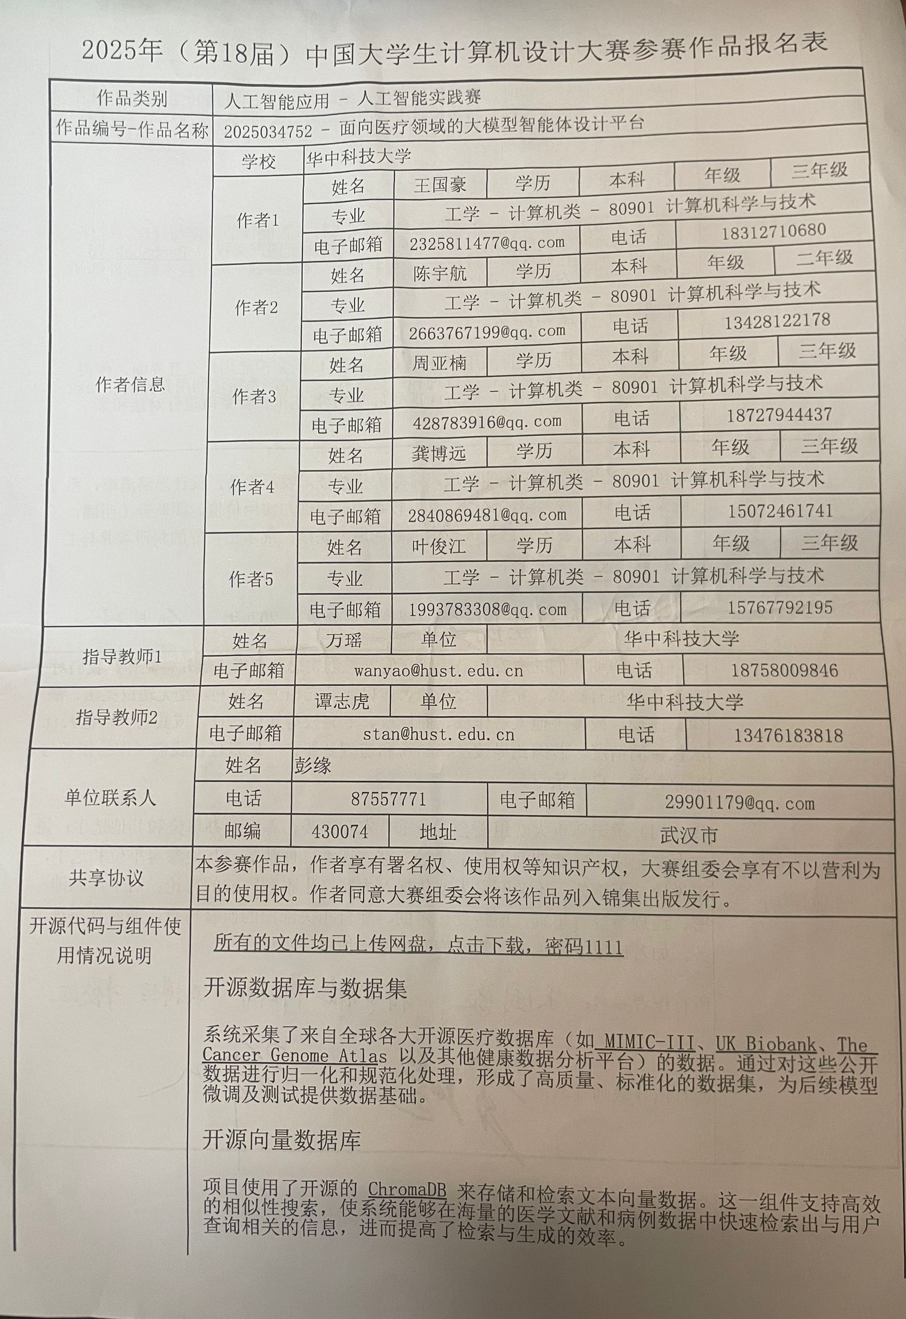 2025年（第18届）中国大学生计算机设计大赛参赛作品报名表
作品类别 人工智能应用 - 人工智能实践赛
作品编号-作品名称 2025034752 - 面向医疗领域的大模型智能体设计平台
作者信息
学校 华中科技大学
作者1
姓名 王国豪 学历 本科 年级 三年级
专业 工学 - 计算机类 - 80901 计算机科学与技术
电子邮箱 2325811477@qq.com 电话 18312710680
作者2
姓名 陈宇航 学历 本科 年级 二年级
专业 工学 - 计算机类 - 80901 计算机科学与技术
电子邮箱 2663767199@qq.com 电话 13428122178
作者3
姓名 周亚楠 学历 本科 年级 三年级
专业 工学 - 计算机类 - 80901 计算机科学与技术
电子邮箱 428783916@qq.com 电话 18727944437
作者4
姓名 龚博远 学历 本科 年级 三年级
专业 工学 - 计算机类 - 80901 计算机科学与技术
电子邮箱 2840869481@qq.com 电话 15072461741
作者5
姓名 叶俊江 学历 本科 年级 三年级
专业 工学 - 计算机类 - 80901 计算机科学与技术
电子邮箱 1993783308@qq.com 电话 15767792195
指导教师1
姓名 万瑶 单位 华中科技大学
电子邮箱 wanyao@hust.edu.cn 电话 18758009846
指导教师2
姓名 谭志虎 单位 华中科技大学
电子邮箱 stan@hust.edu.cn 电话 13476183818
单位联系人
姓名 彭缘
电话 87557771 电子邮箱 29901179@qq.com
邮编 430074 地址 武汉市
共享协议
本参赛作品，作者享有署名权、使用权等知识产权，大赛组委会享有不以营利为
目的使用权。作者同意大赛组委会将该作品列入锦集出版发行。
开源代码与组件使
用情况说明
所有的文件均已上传网盘，点击下载，密码1111
开源数据库与数据集
系统采集了来自全球各大开源医疗数据库（如 MIMIC-III、UK Biobank、The
Cancer Genome Atlas 以及其他健康数据分析平台）的数据。通过对这些公开
数据进行归一化和规范化处理，形成了高质量、标准化的数据集，为后续模型
微调及测试提供数据基础。
开源向量数据库
项目使用了开源的 ChromaDB 来存储和检索文本向量数据。这一组件支持高效
的相似性搜索，使系统能够在海量的医学文献和病例数据中快速检索出与用户
查询相关的信息，进而提高了检索与生成的效率。